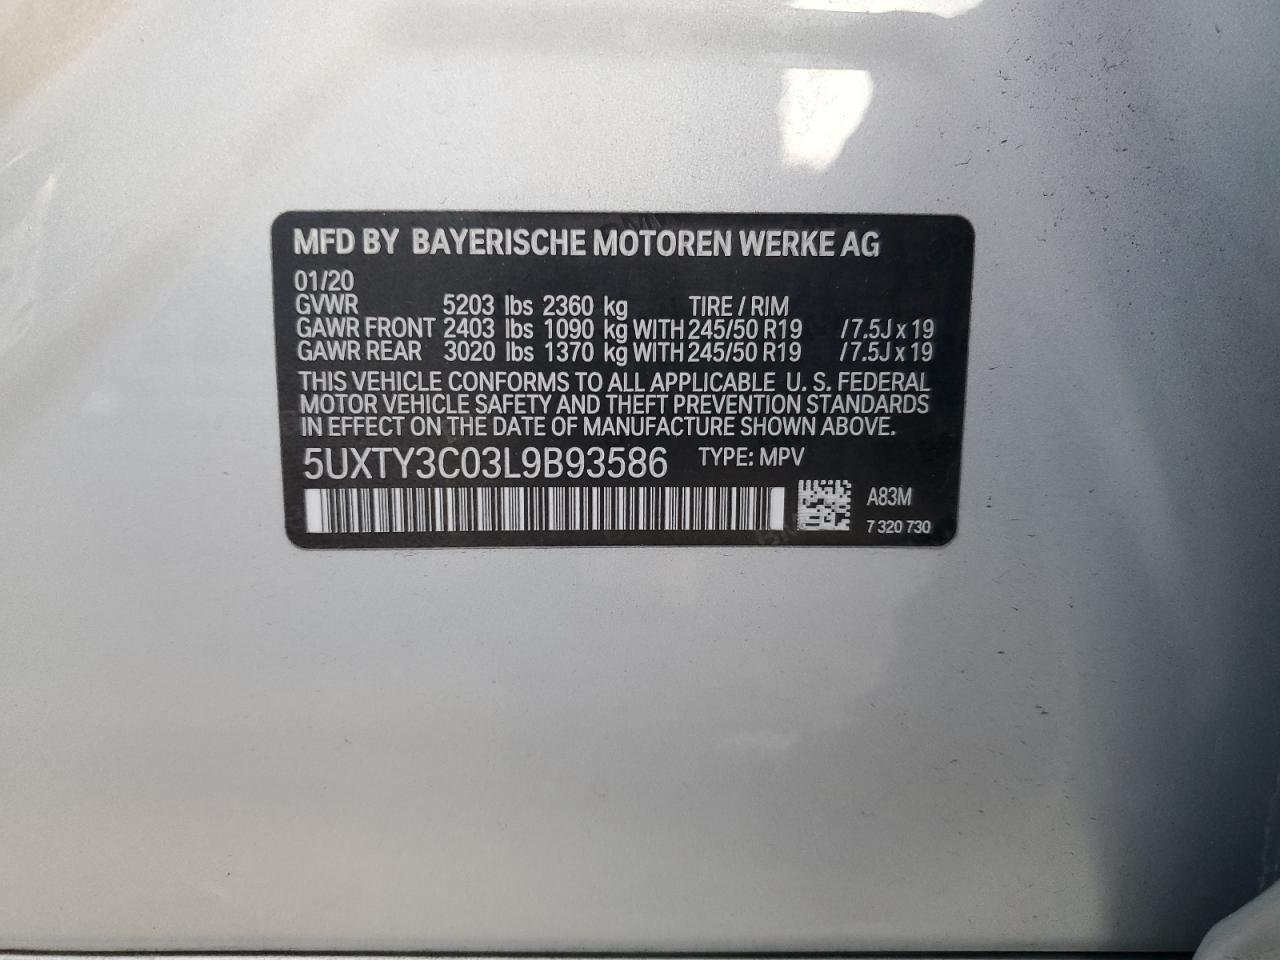 MFD BY BAYERISCHE MOTOREN WERKE AG
01/20
GVWR 5203 lbs 2360 kg TIRE / RIM
GAWR FRONT 2403 lbs 1090 kg WITH 245/50 R19 / 7.5J x 19
GAWR REAR 3020 lbs 1370 kg WITH 245/50 R19 / 7.5J x 19
THIS VEHICLE CONFORMS TO ALL APPLICABLE U. S. FEDERAL
MOTOR VEHICLE SAFETY AND THEFT PREVENTION STANDARDS
IN EFFECT ON THE DATE OF MANUFACTURE SHOWN ABOVE.
5UXTY3C03L9B93586 TYPE: MPV
A83M
7 320 730